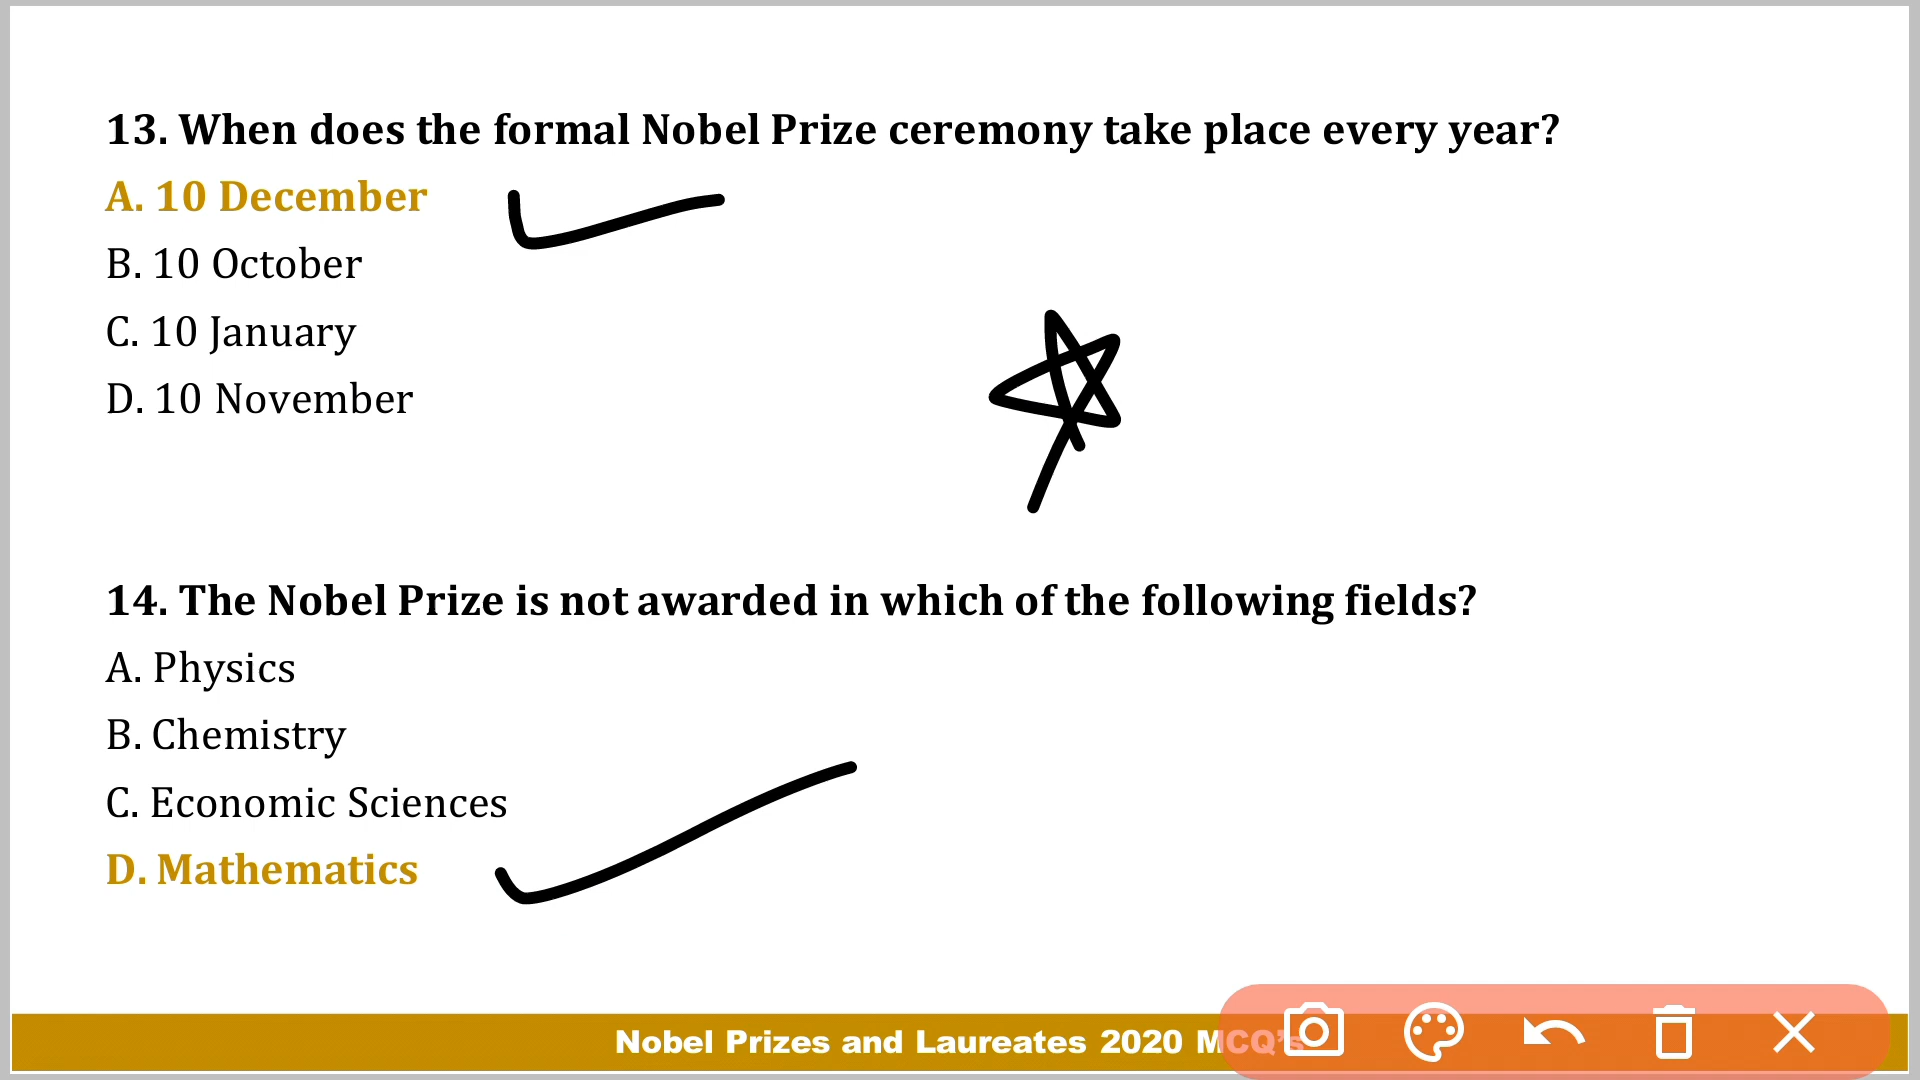 13. When does the formal Nobel Prize ceremony take place every year?
A. 10 December
B. 10 October
C. 10 January
D. 10 November
14. The Nobel Prize is not awarded in which of the following fields?
A. Physics
B. Chemistry
C. Economic Sciences
D. Mathematics
Nobel Prizes and Laureates 2020 MCQ's